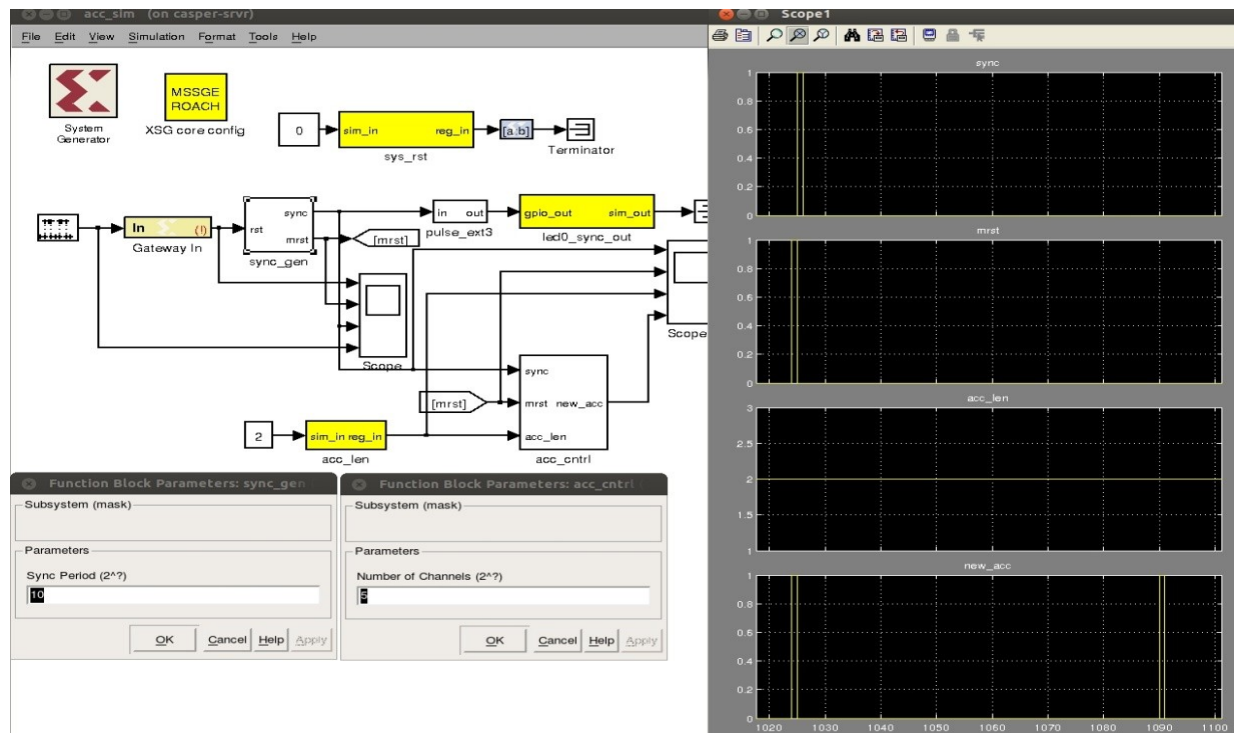 acc_sim (on casper-srvr)
File Edit View Simulation Format Tools Help
System
Generator
MSSGE
ROACH
XSG core config
0
sim_in reg_in
sys_rst
[a:b]
Terminator
In (!)
Gateway In
rst sync mrst
sync_gen
[mrst]
in out
pulse_ext3
gpio_out sim_out
led0_sync_out
Scope
Scope
[mrst]
sync
mrst new_acc
acc_len
acc_cntrl
2
sim_in reg_in
acc_len
Function Block Parameters: sync_gen
Subsystem (mask)
Parameters
Sync Period (2^?)
10
OK Cancel Help Apply
Function Block Parameters: acc_cntrl
Subsystem (mask)
Parameters
Number of Channels (2^?)
5
OK Cancel Help Apply
Scope1
sync
1
0.8
0.6
0.4
0.2
0
mrst
1
0.8
0.6
0.4
0.2
0
acc_len
3
2.5
2
1.5
1
new_acc
1
0.8
0.6
0.4
0.2
0
1020 1030 1040 1050 1060 1070 1080 1090 1100